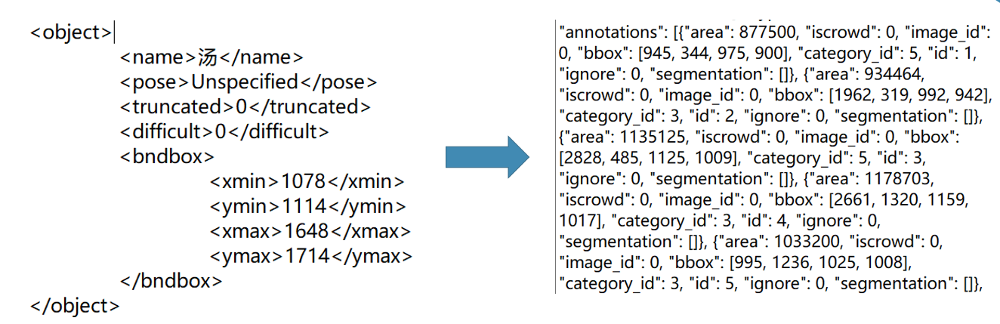 <object>
<name>汤</name>
<pose>Unspecified</pose>
<truncated>0</truncated>
<difficult>0</difficult>
<bndbox>
<xmin>1078</xmin>
<ymin>1114</ymin>
<xmax>1648</xmax>
<ymax>1714</ymax>
</bndbox>
</object>
"annotations": [{"area": 877500, "iscrowd": 0, "image_id":
0, "bbox": [945, 344, 975, 900], "category_id": 5, "id": 1,
"ignore": 0, "segmentation": []}, {"area": 934464,
"iscrowd": 0, "image_id": 0, "bbox": [1962, 319, 992, 942],
"category_id": 3, "id": 2, "ignore": 0, "segmentation": []},
{"area": 1135125, "iscrowd": 0, "image_id": 0, "bbox":
[2828, 485, 1125, 1009], "category_id": 5, "id": 3,
"ignore": 0, "segmentation": []}, {"area": 1178703,
"iscrowd": 0, "image_id": 0, "bbox": [2661, 1320, 1159,
1017], "category_id": 3, "id": 4, "ignore": 0,
"segmentation": []}, {"area": 1033200, "iscrowd": 0,
"image_id": 0, "bbox": [995, 1236, 1025, 1008],
"category_id": 3, "id": 5, "ignore": 0, "segmentation": []},